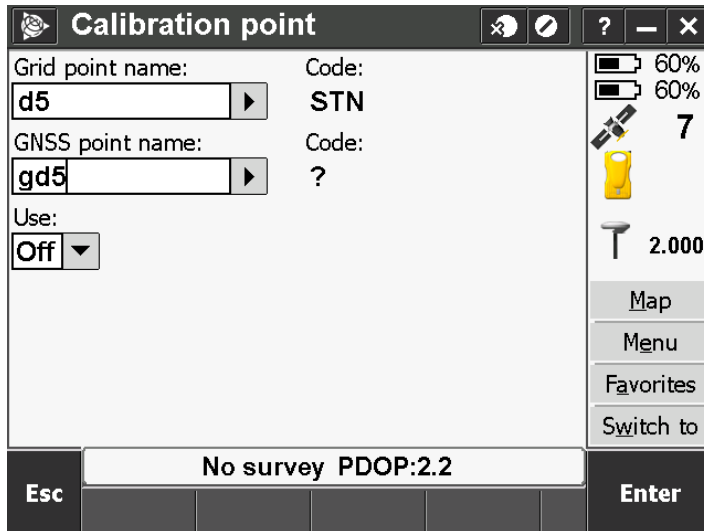 Calibration point
? – ×
Grid point name: Code:
d5 STN
GNSS point name: Code:
gd5 ?
Use:
Off
60%
60%
7
2.000
Map
Menu
Favorites
Switch to
No survey PDOP:2.2
Esc Enter